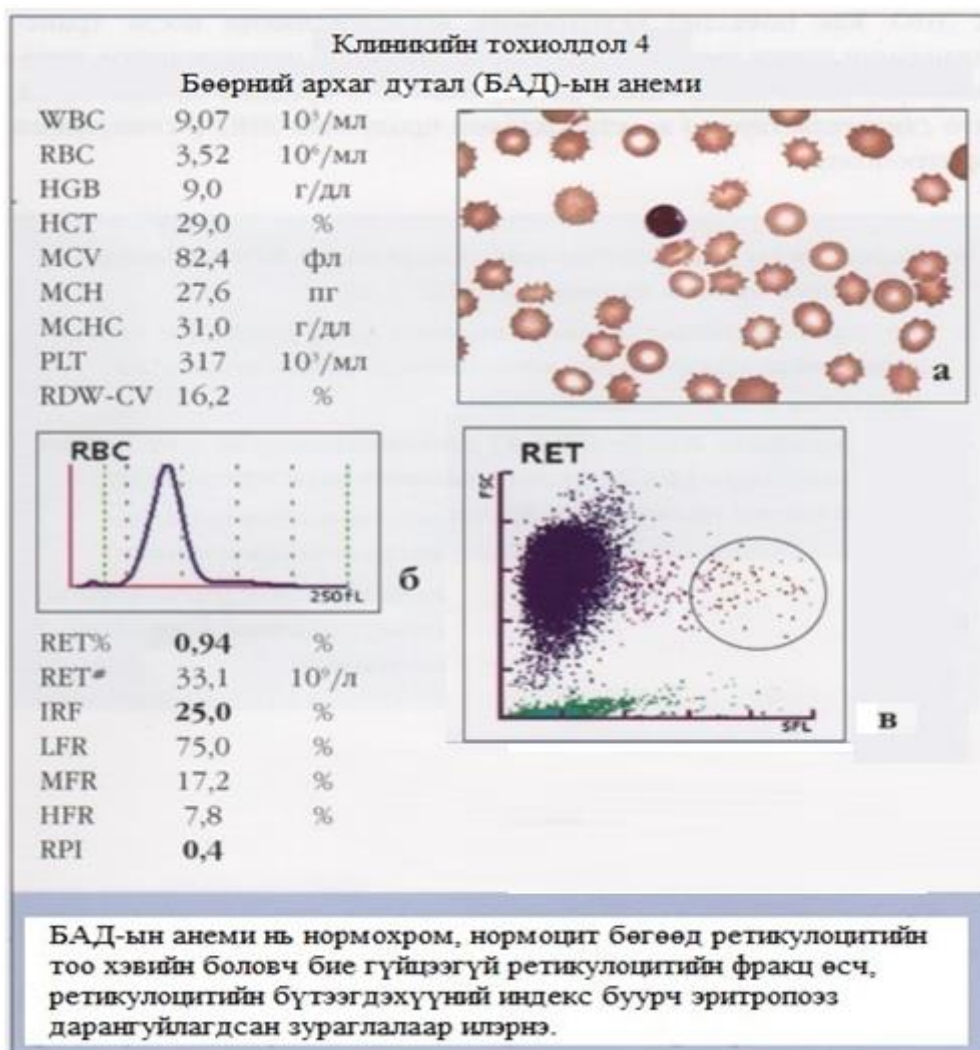 Клиникийн тохиолдол 4
Бөөрний архаг дутал (БАД)-ын анеми
WBC 9,07 10³/мл
RBC 3,52 10⁶/мл
HGB 9,0 г/дл
HCT 29,0 %
MCV 82,4 фл
MCH 27,6 пг
MCHC 31,0 г/дл
PLT 317 10³/мл
RDW-CV 16,2 %
а
RBC
250fL
б
RET
FSC
SFL
в
RET% 0,94 %
RET# 33,1 10⁹/л
IRF 25,0 %
LFR 75,0 %
MFR 17,2 %
HFR 7,8 %
RPI 0,4
БАД-ын анеми нь нормохром, нормоцит бөгөөд ретикулоцитийн
тоо хэвийн боловч бие гүйцээгүй ретикулоцитийн фракц өсч,
ретикулоцитийн бүтээгдэхүүний индекс буурч эритропоэз
дарангуйлагдсан зураглалаар илэрнэ.